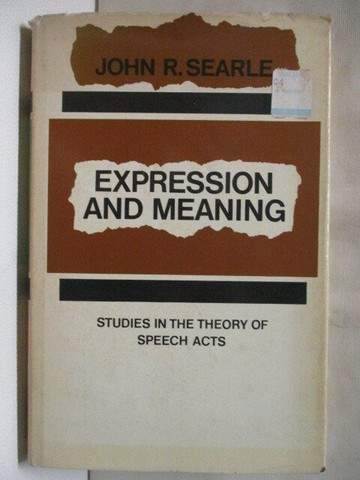 JOHN R. SEARLE
EXPRESSION
AND MEANING
STUDIES IN THE THEORY OF
SPEECH ACTS